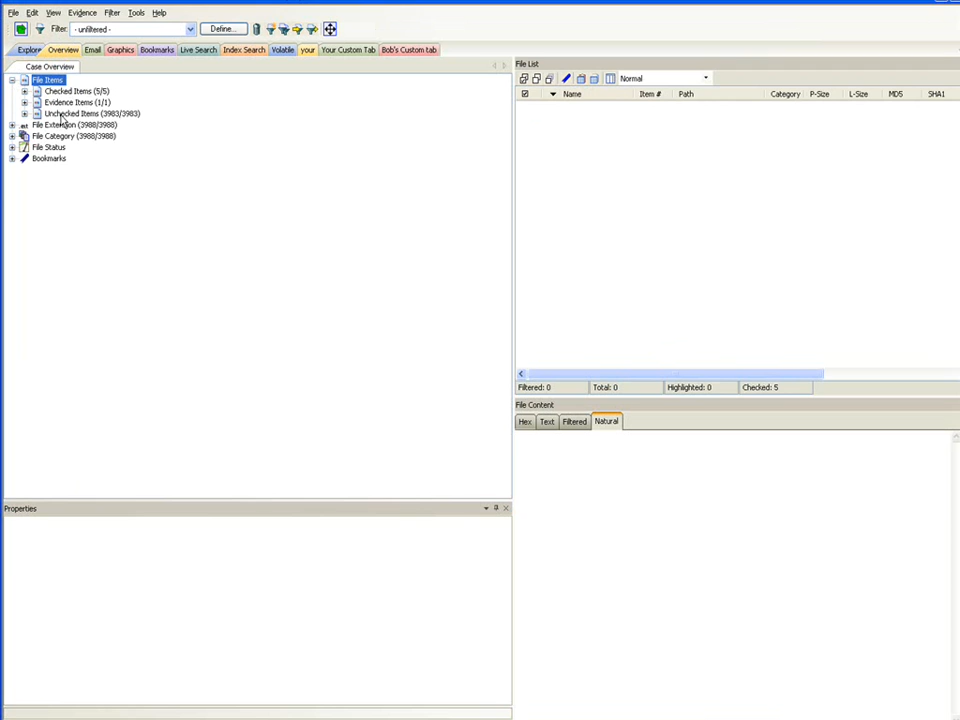 File Edit View Evidence Filter Tools Help
Filter: - unfiltered - Define...
Explore Overview Email Graphics Bookmarks Live Search Index Search Volatile your Your Custom Tab Bob's Custom tab
Case Overview
File Items
Checked Items (5/5)
Evidence Items (1/1)
Unchecked Items (3983/3983)
File Extention (3988/3988)
File Category (3988/3988)
File Status
Bookmarks
File List
Normal
Name Item # Path Category P-Size L-Size MD5 SHA1
Filtered: 0 Total: 0 Highlighted: 0 Checked: 5
File Content
Hex Text Filtered Natural
Properties